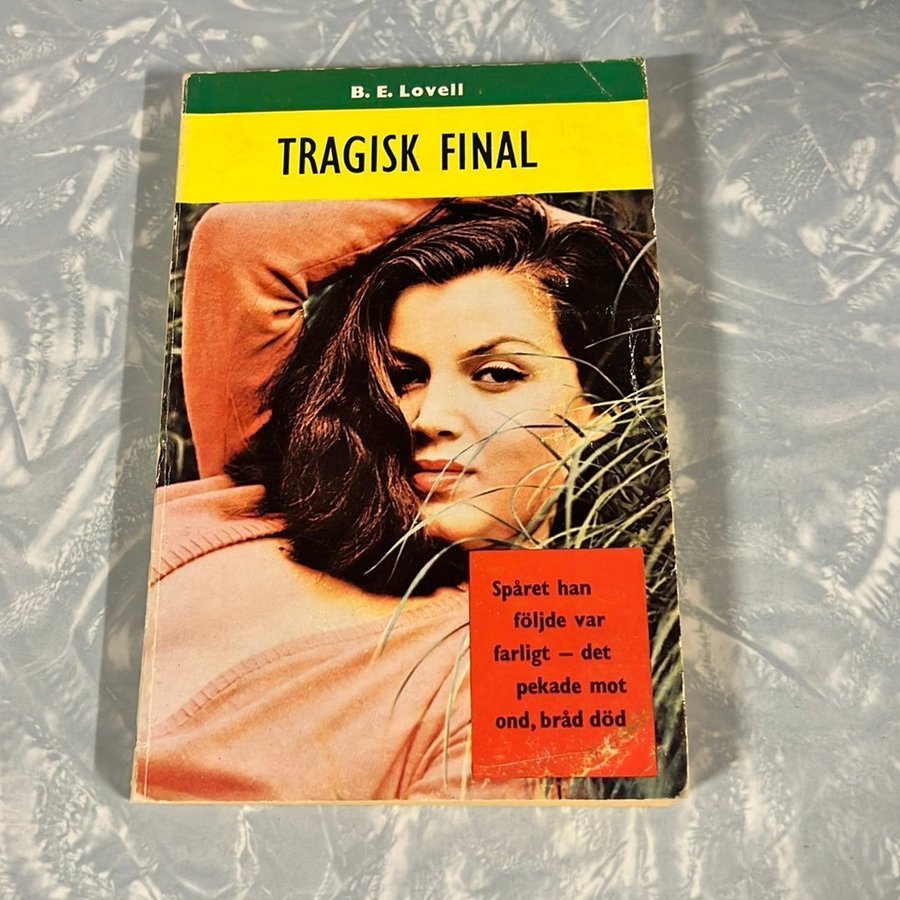 B. E. Lovell
TRAGISK FINAL
Spåret han
följde var
farligt – det
pekade mot
ond, bråd död